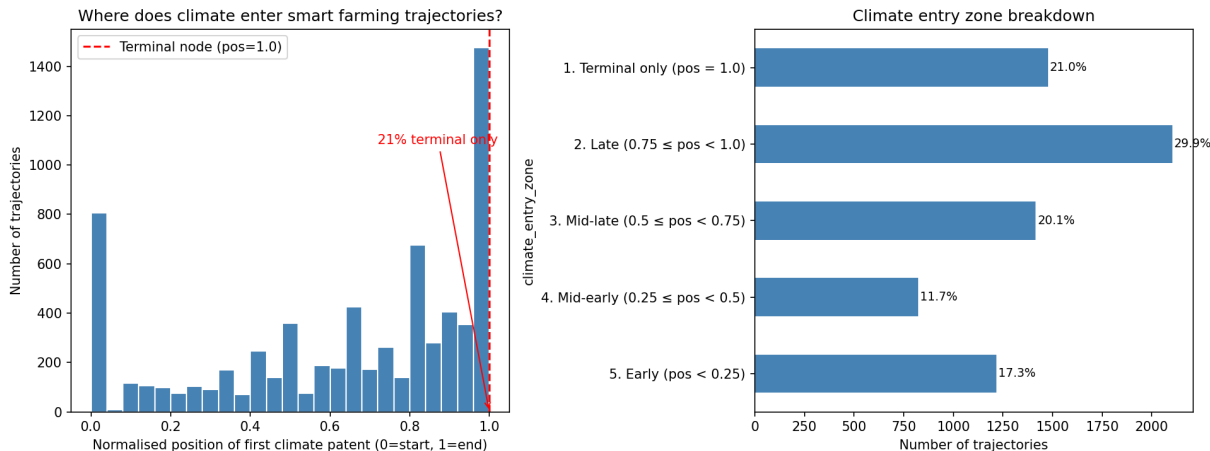 Where does climate enter smart farming trajectories?
Terminal node (pos=1.0)
21% terminal only
Number of trajectories
1400
1200
1000
800
600
400
200
0
0.0 0.2 0.4 0.6 0.8 1.0
Normalised position of first climate patent (0=start, 1=end)
Climate entry zone breakdown
climate_entry_zone
1. Terminal only (pos = 1.0) 21.0%
2. Late (0.75 ≤ pos < 1.0) 29.9%
3. Mid-late (0.5 ≤ pos < 0.75) 20.1%
4. Mid-early (0.25 ≤ pos < 0.5) 11.7%
5. Early (pos < 0.25) 17.3%
0 250 500 750 1000 1250 1500 1750 2000
Number of trajectories